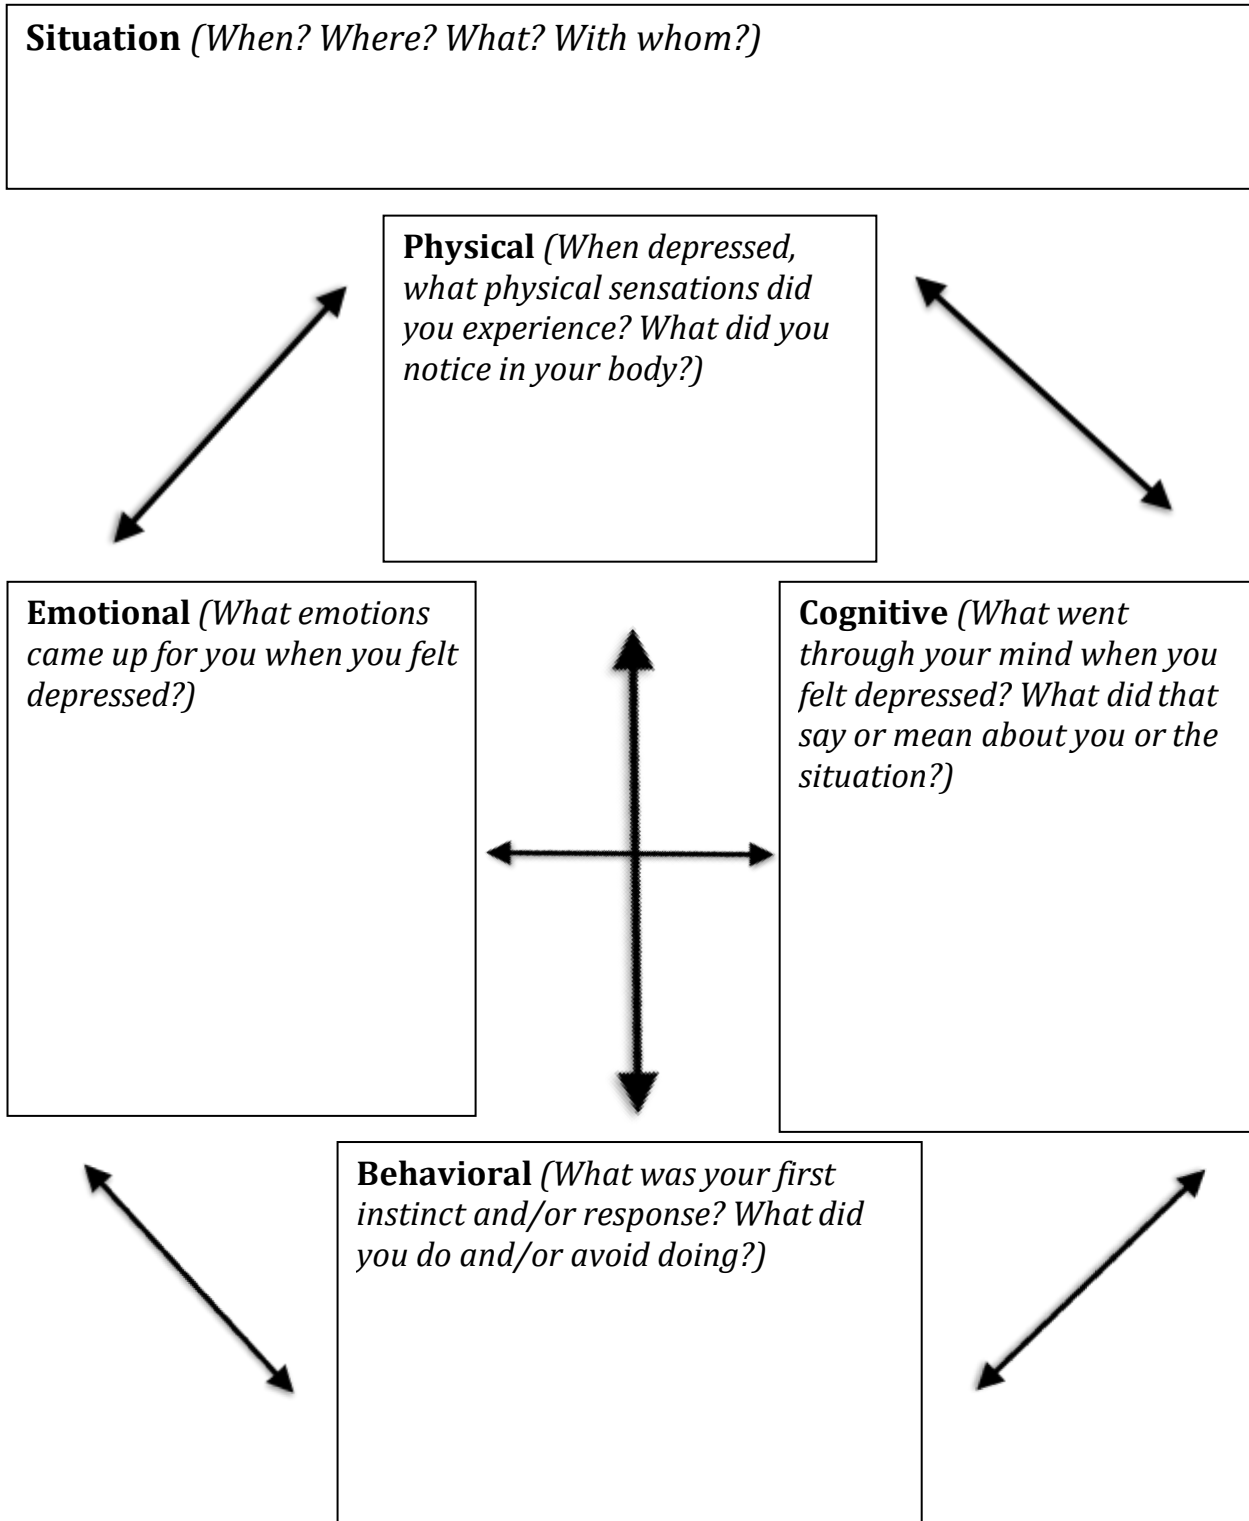 Situation (When? Where? What? With whom?)
Physical (When depressed,
what physical sensations did
you experience? What did you
notice in your body?)
Emotional (What emotions
came up for you when you felt
depressed?)
Cognitive (What went
through your mind when you
felt depressed? What did that
say or mean about you or the
situation?)
Behavioral (What was your first
instinct and/or response? What did
you do and/or avoid doing?)